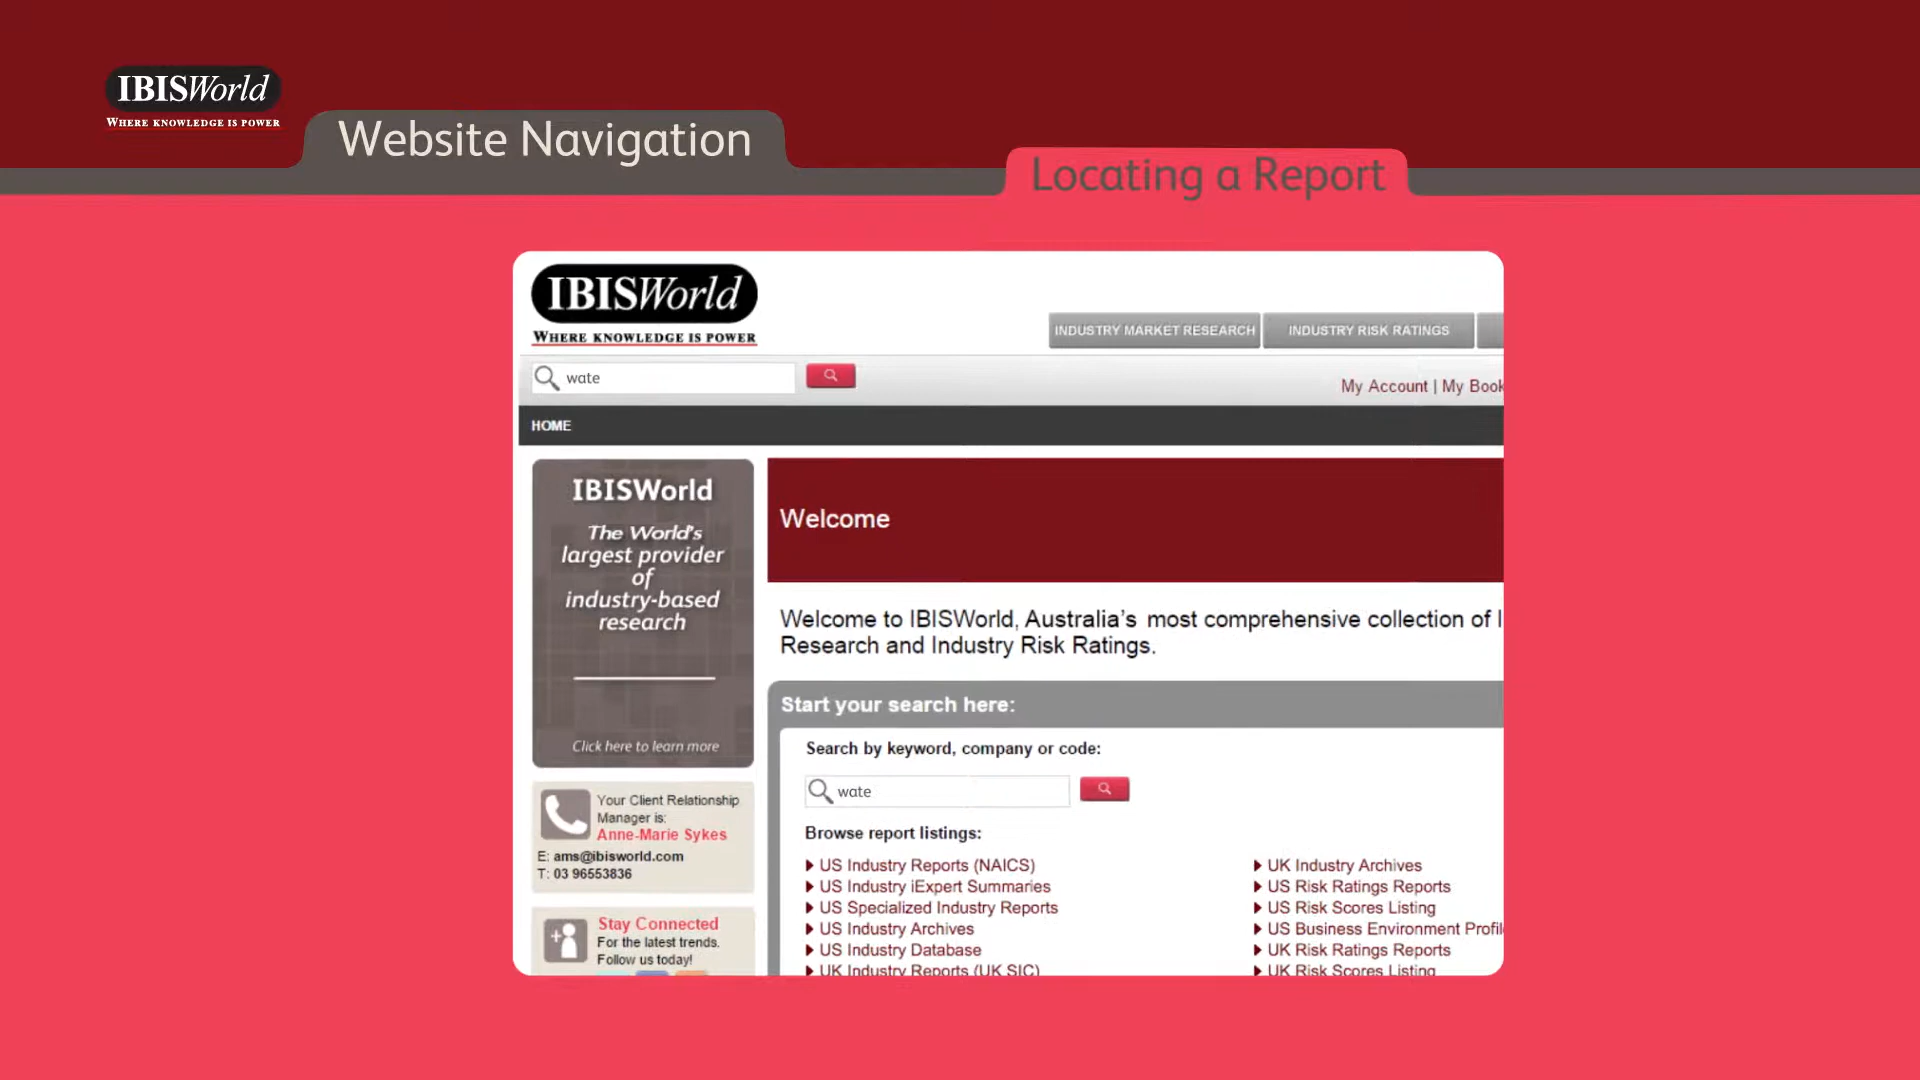 IBISWorld
WHERE KNOWLEDGE IS POWER
Website Navigation
Locating a Report
IBISWorld
WHERE KNOWLEDGE IS POWER
INDUSTRY MARKET RESEARCH
INDUSTRY RISK RATINGS
wate
My Account | My Book
HOME
IBISWorld
The World's
largest provider
of
industry-based
research
Click here to learn more
Your Client Relationship
Manager is:
Anne-Marie Sykes
E: ams@ibisworld.com
T: 03 96553836
Stay Connected
For the latest trends.
Follow us today!
Welcome
Welcome to IBISWorld, Australia’s most comprehensive collection of
Research and Industry Risk Ratings.
Start your search here:
Search by keyword, company or code:
wate
Browse report listings:
US Industry Reports (NAICS)
US Industry iExpert Summaries
US Specialized Industry Reports
US Industry Archives
US Industry Database
UK Industry Reports (UK SIC)
UK Industry Archives
US Risk Ratings Reports
US Risk Scores Listing
US Business Environment Profil
UK Risk Ratings Reports
UK Risk Scores Listing